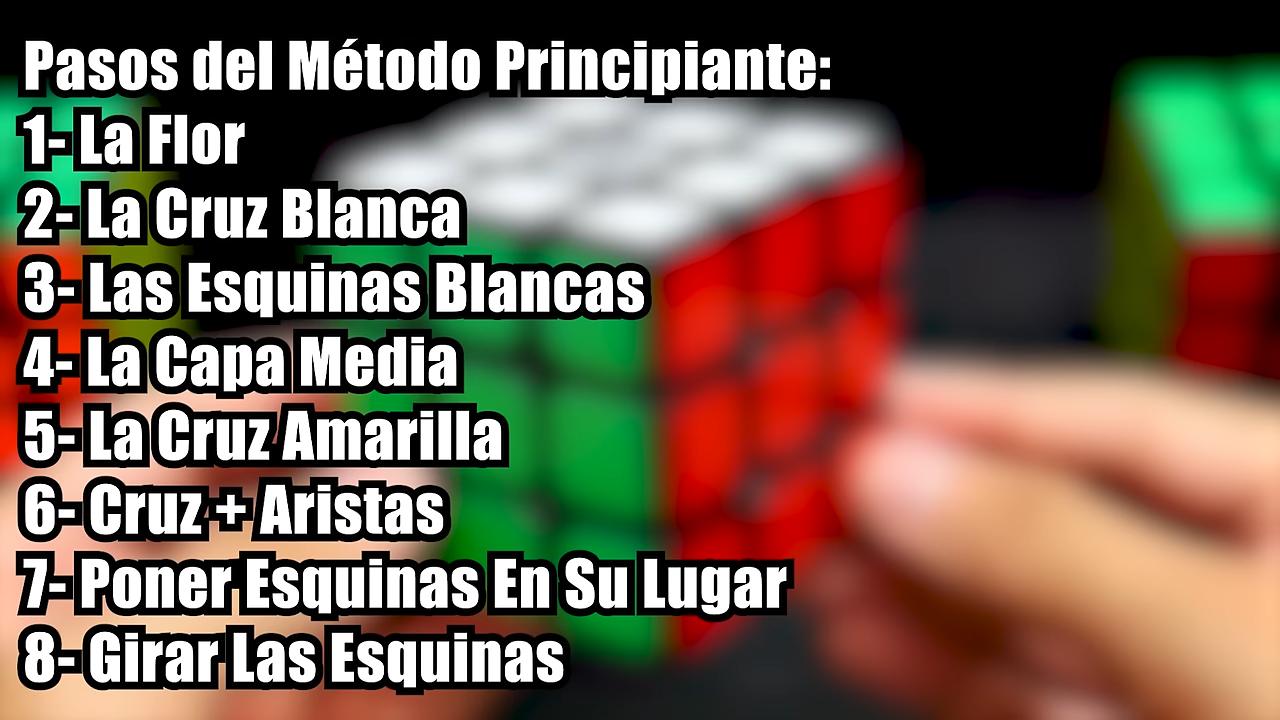 Pasos del Método Principiante:
1- La Flor
2- La Cruz Blanca
3- Las Esquinas Blancas
4- La Capa Media
5- La Cruz Amarilla
6- Cruz + Aristas
7- Poner Esquinas En Su Lugar
8- Girar Las Esquinas